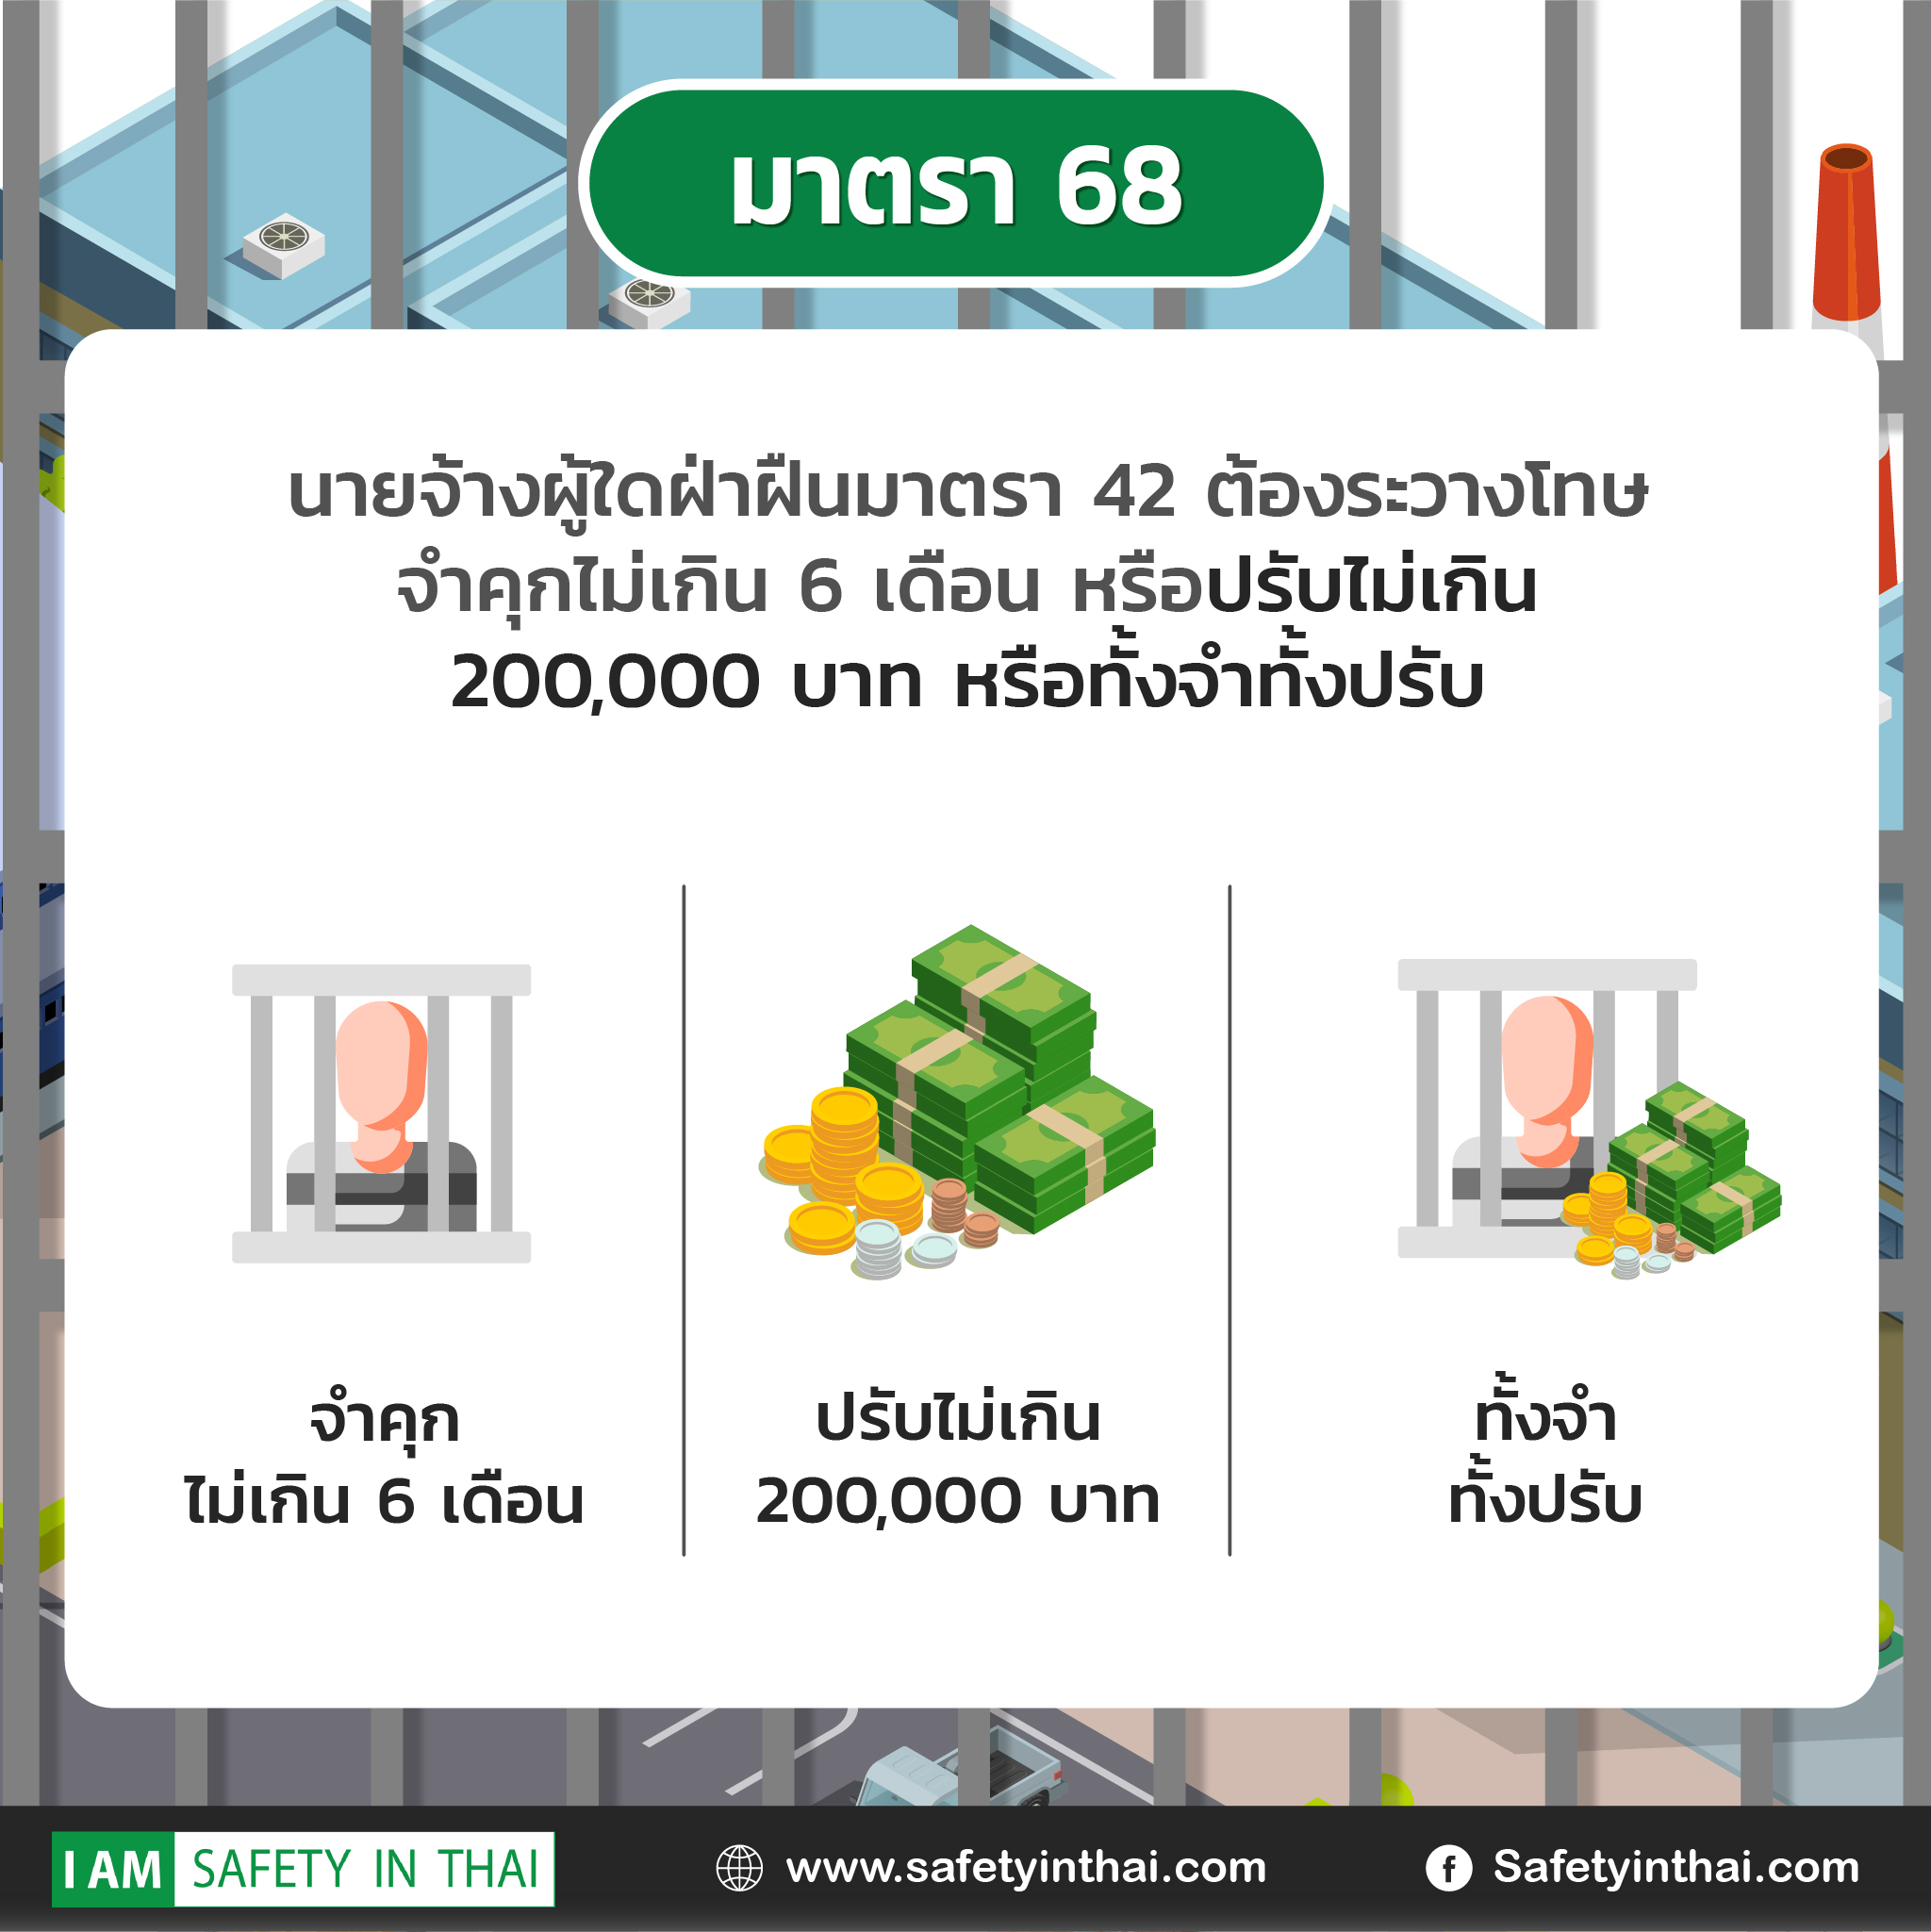 มาตรา 68
นายจ้างผู้ใดฝ่าฝืนมาตรา 42 ต้องระวางโทษ
จำคุกไม่เกิน 6 เดือน หรือปรับไม่เกิน
200,000 บาท หรือทั้งจำทั้งปรับ
จำคุก
ไม่เกิน 6 เดือน
ปรับไม่เกิน
200,000 บาท
ทั้งจำ
ทั้งปรับ
I AM SAFETY IN THAI
www.safetyinthai.com
Safetyinthai.com